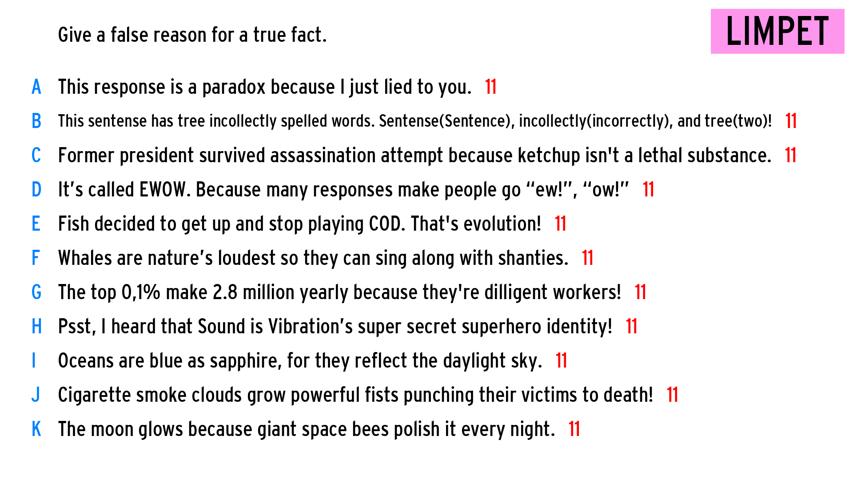 Give a false reason for a true fact.
LIMPET
A This response is a paradox because I just lied to you. 11
B This sentense has tree incollectly spelled words. Sentense(Sentence), incollectly(incorrectly), and tree(two)! 11
C Former president survived assassination attempt because ketchup isn't a lethal substance. 11
D It's called EWOW. Because many responses make people go “ew!”, “ow!” 11
E Fish decided to get up and stop playing COD. That's evolution! 11
F Whales are nature's loudest so they can sing along with shanties. 11
G The top 0,1% make 2.8 million yearly because they're dilligent workers! 11
H Psst, I heard that Sound is Vibration's super secret superhero identity! 11
I Oceans are blue as sapphire, for they reflect the daylight sky. 11
J Cigarette smoke clouds grow powerful fists punching their victims to death! 11
K The moon glows because giant space bees polish it every night. 11